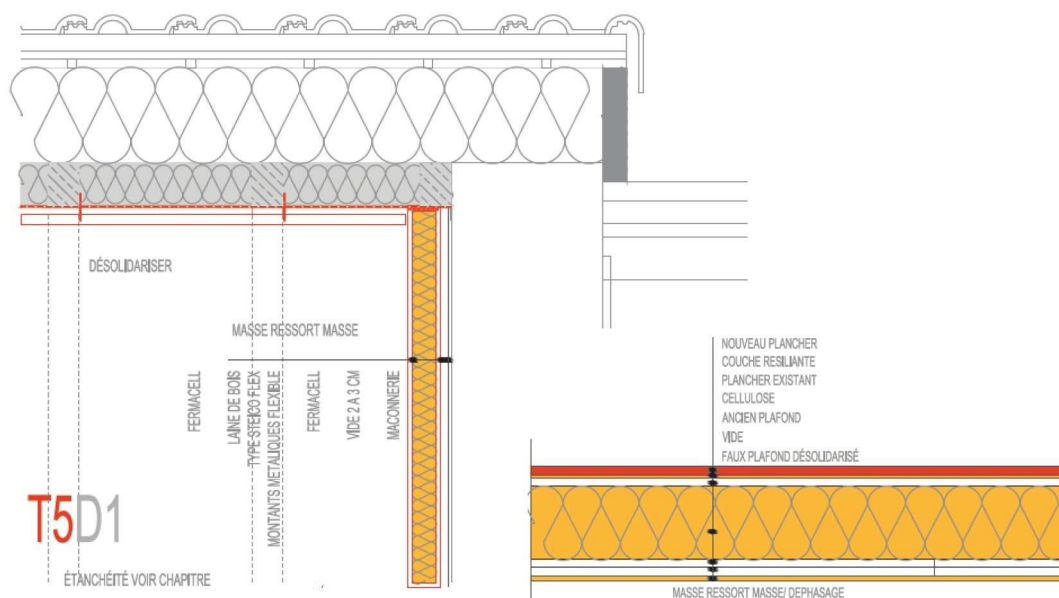 DÉSOLIDARISER
MASSE RESSORT MASSE
FERMACELL
LAINE DE BOIS
TYPE STEICO FLEX
MONTANTS METALIQUES FLEXIBLE
FERMACELL
VIDE 2 A 3 CM
MACONNERIE
T5D1
ÉTANCHÉITÉ VOIR CHAPITRE
NOUVEAU PLANCHER
COUCHE RESILIANTE
PLANCHER EXISTANT
CELLULOSE
ANCIEN PLAFOND
VIDE
FAUX PLAFOND DÉSOLIDARISÉ
MASSE RESSORT MASSE/ DEPHASAGE